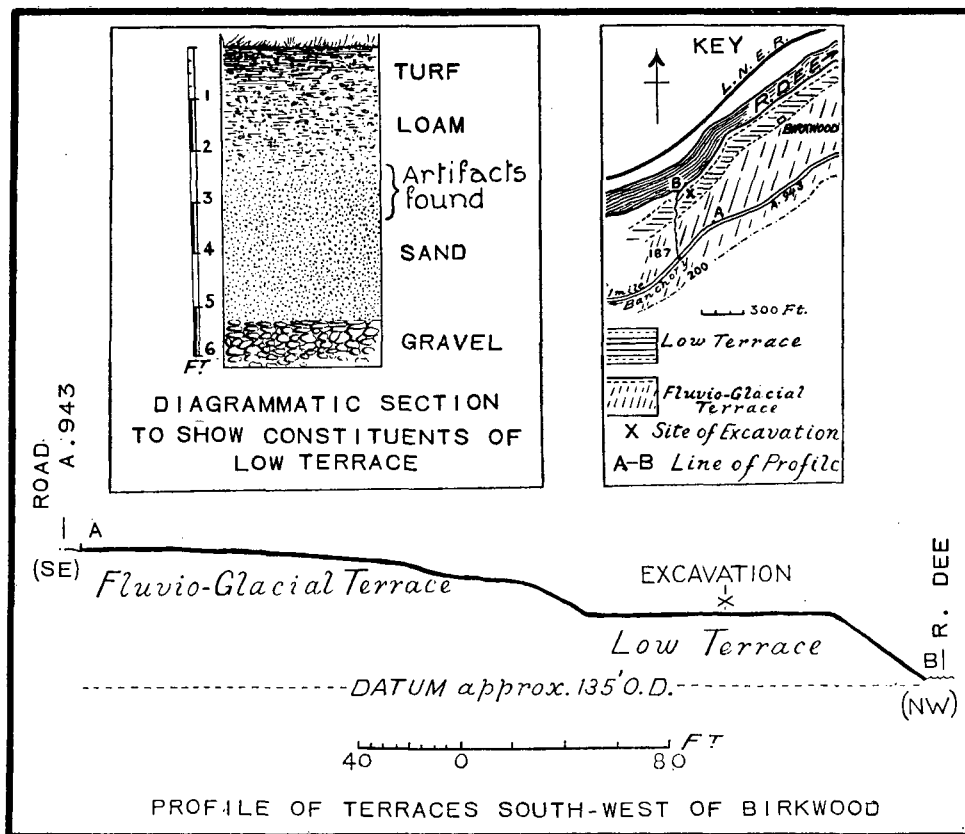 TURF
1
LOAM
2
Artifacts
found
3
SAND
4
5
GRAVEL
6
FT
DIAGRAMMATIC SECTION
TO SHOW CONSTITUENTS OF
LOW TERRACE
KEY
L.N.E.R.
R. DEE
BIRKWOOD
B
X
A
A.943
187
200
1 mile
Banchory
300 Ft.
Low Terrace
Fluvio-Glacial
Terrace
X Site of Excavation
A-B Line of Profile
ROAD
A.943
A
(SE)
Fluvio-Glacial Terrace
EXCAVATION
X
Low Terrace
R. DEE
B
(NW)
DATUM approx. 135' O.D.
40 0 80 FT
PROFILE OF TERRACES SOUTH-WEST OF BIRKWOOD